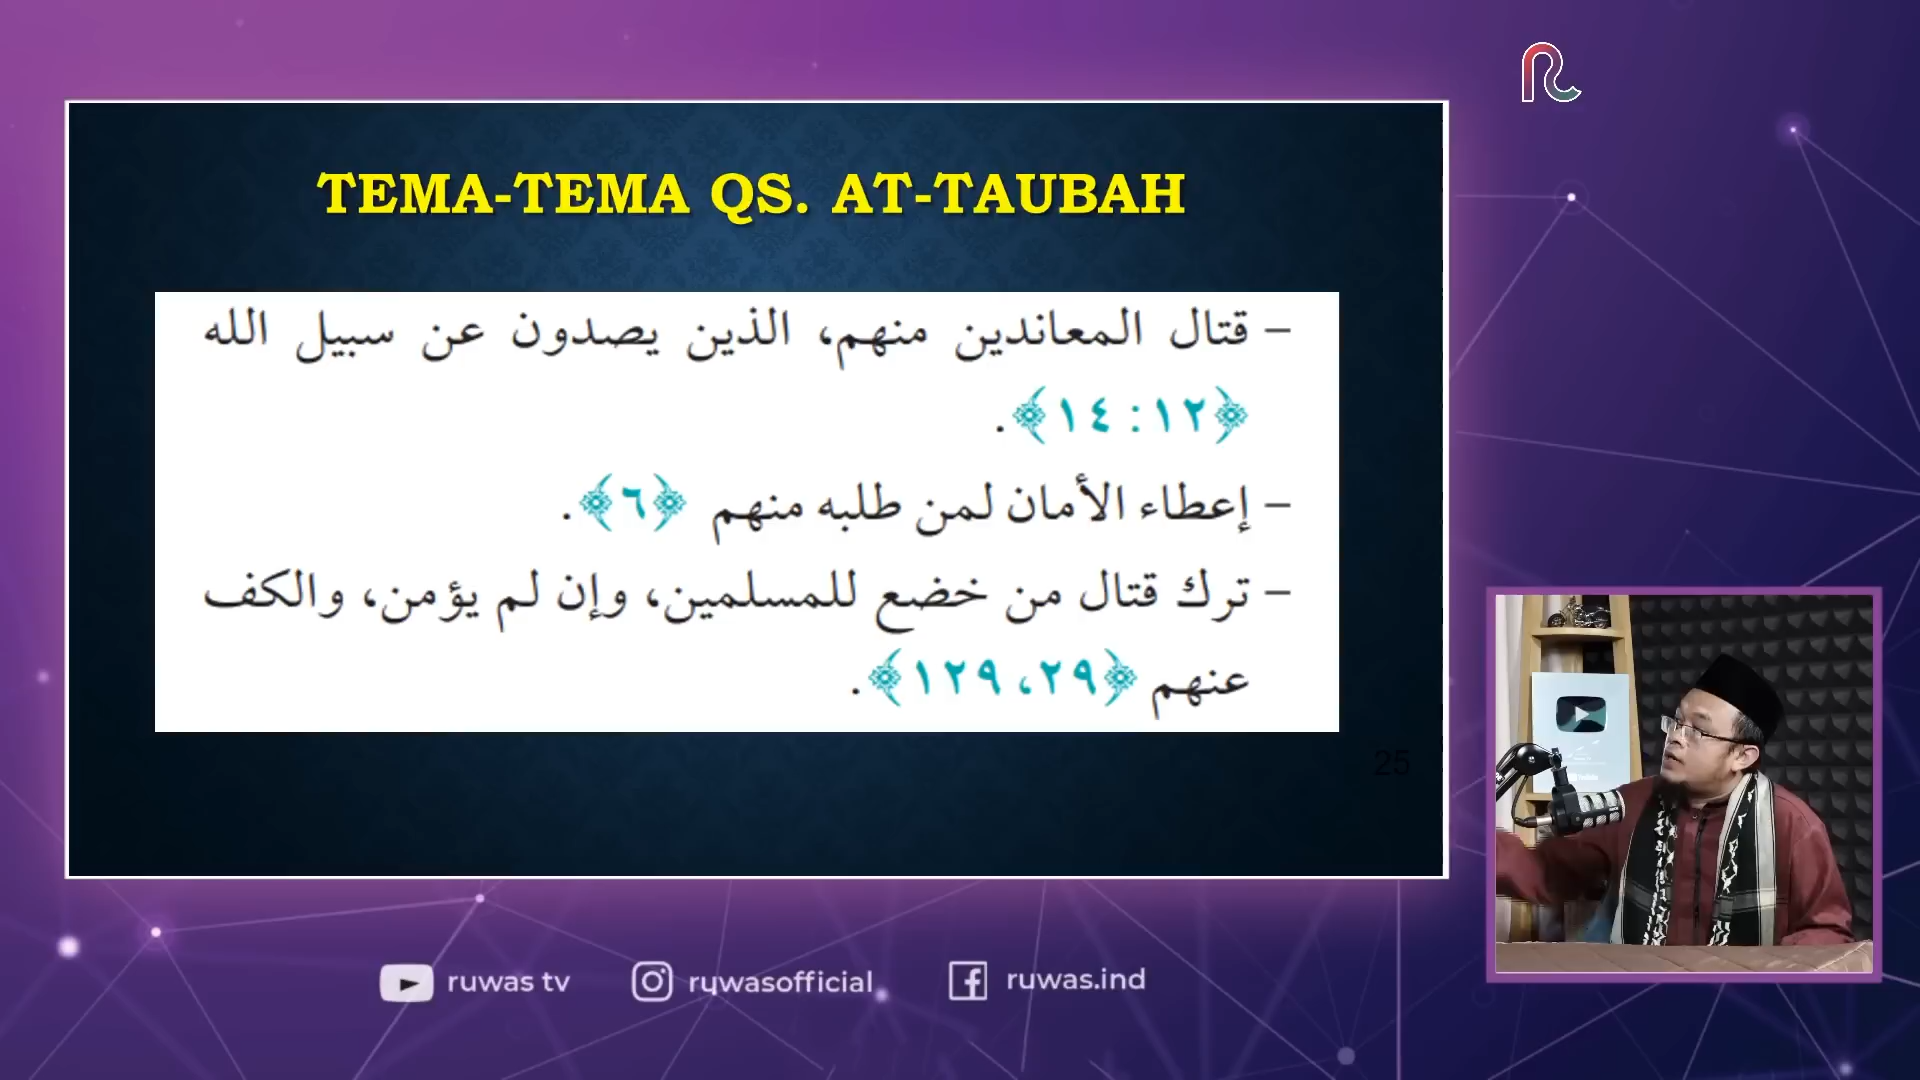 TEMA-TEMA QS. AT-TAUBAH
– قتال المعاندين منهم، الذين يصدون عن سبيل الله
﴿١٢: ١٤﴾.
– إعطاء الأمان لمن طلبه منهم ﴿٦﴾.
– ترك قتال من خضع للمسلمين، وإن لم يؤمن، والكف
عنهم ﴿٢٩، ١٢٩﴾.
25
ruwas tv
ruwasofficial
ruwas.ind